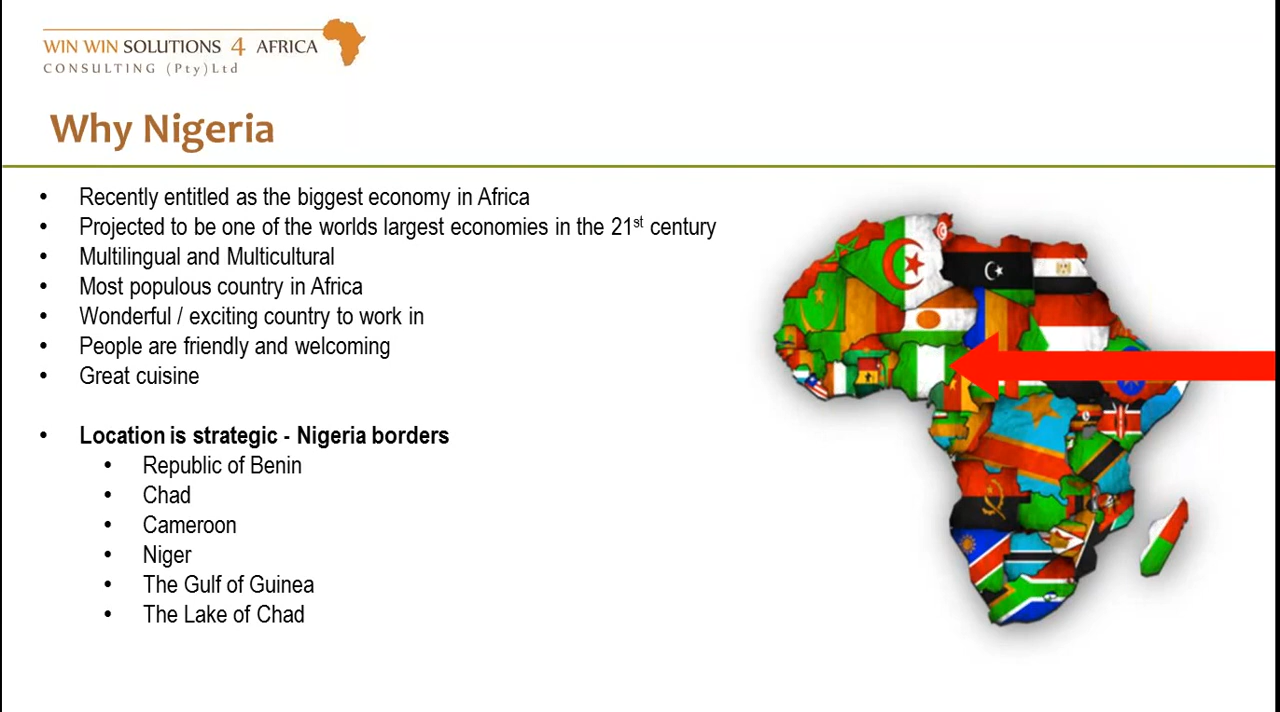 WIN WIN SOLUTIONS 4 AFRICA
CONSULTING (Pty)Ltd
Why Nigeria
• Recently entitled as the biggest economy in Africa
• Projected to be one of the worlds largest economies in the 21st century
• Multilingual and Multicultural
• Most populous country in Africa
• Wonderful / exciting country to work in
• People are friendly and welcoming
• Great cuisine
• Location is strategic - Nigeria borders
• Republic of Benin
• Chad
• Cameroon
• Niger
• The Gulf of Guinea
• The Lake of Chad